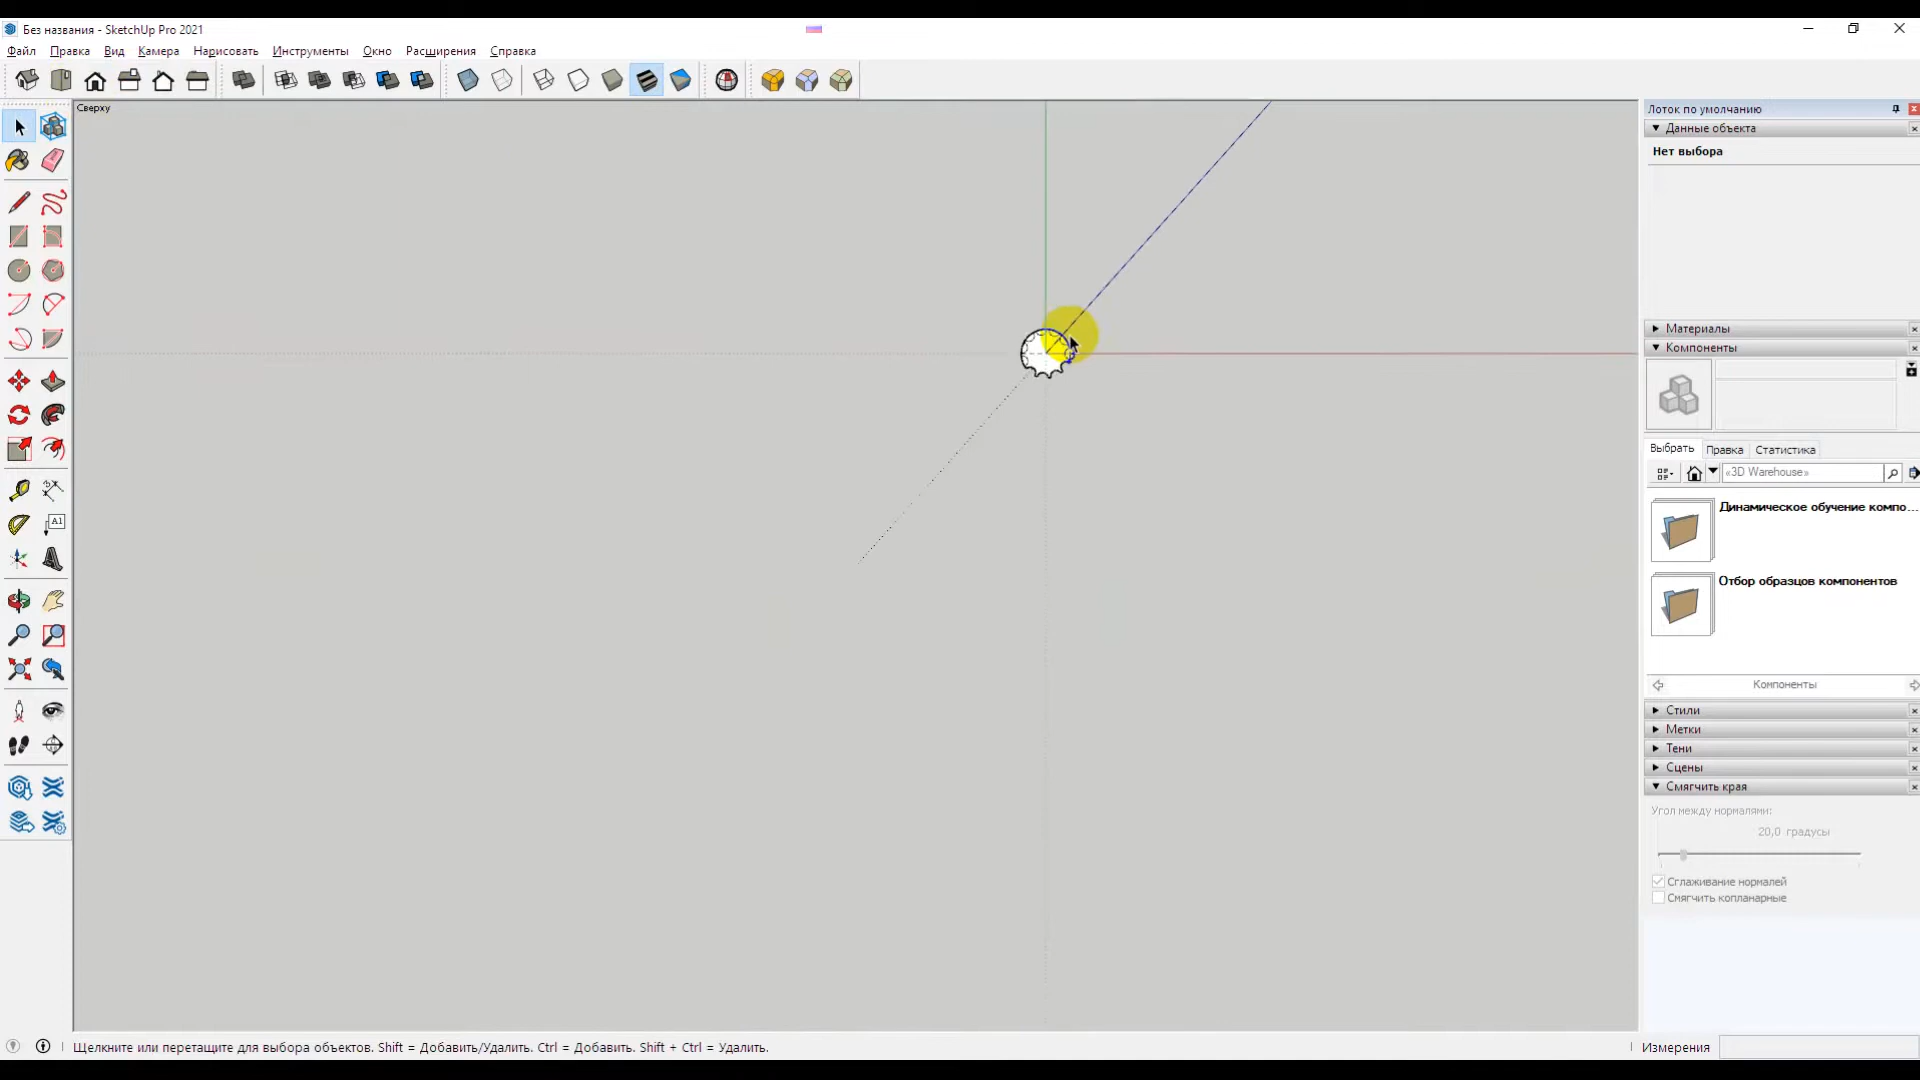 Без названия - SketchUp Pro 2021
Файл Правка Вид Камера Нарисовать Инструменты Окно Расширения Справка
Сверху
Лоток по умолчанию
Данные объекта
Нет выбора
Материалы
Компоненты
Выбрать Правка Статистика
«3D Warehouse»
Динамическое обучение компо...
Отбор образцов компонентов
A1
Компоненты
Стили
Метки
Тени
Сцены
Смягчить края
Угол между нормалями:
20,0 градусы
Сглаживание нормалей
Смягчить копланарные
Щелкните или перетащите для выбора объектов. Shift = Добавить/Удалить. Ctrl = Добавить. Shift + Ctrl = Удалить.
Измерения